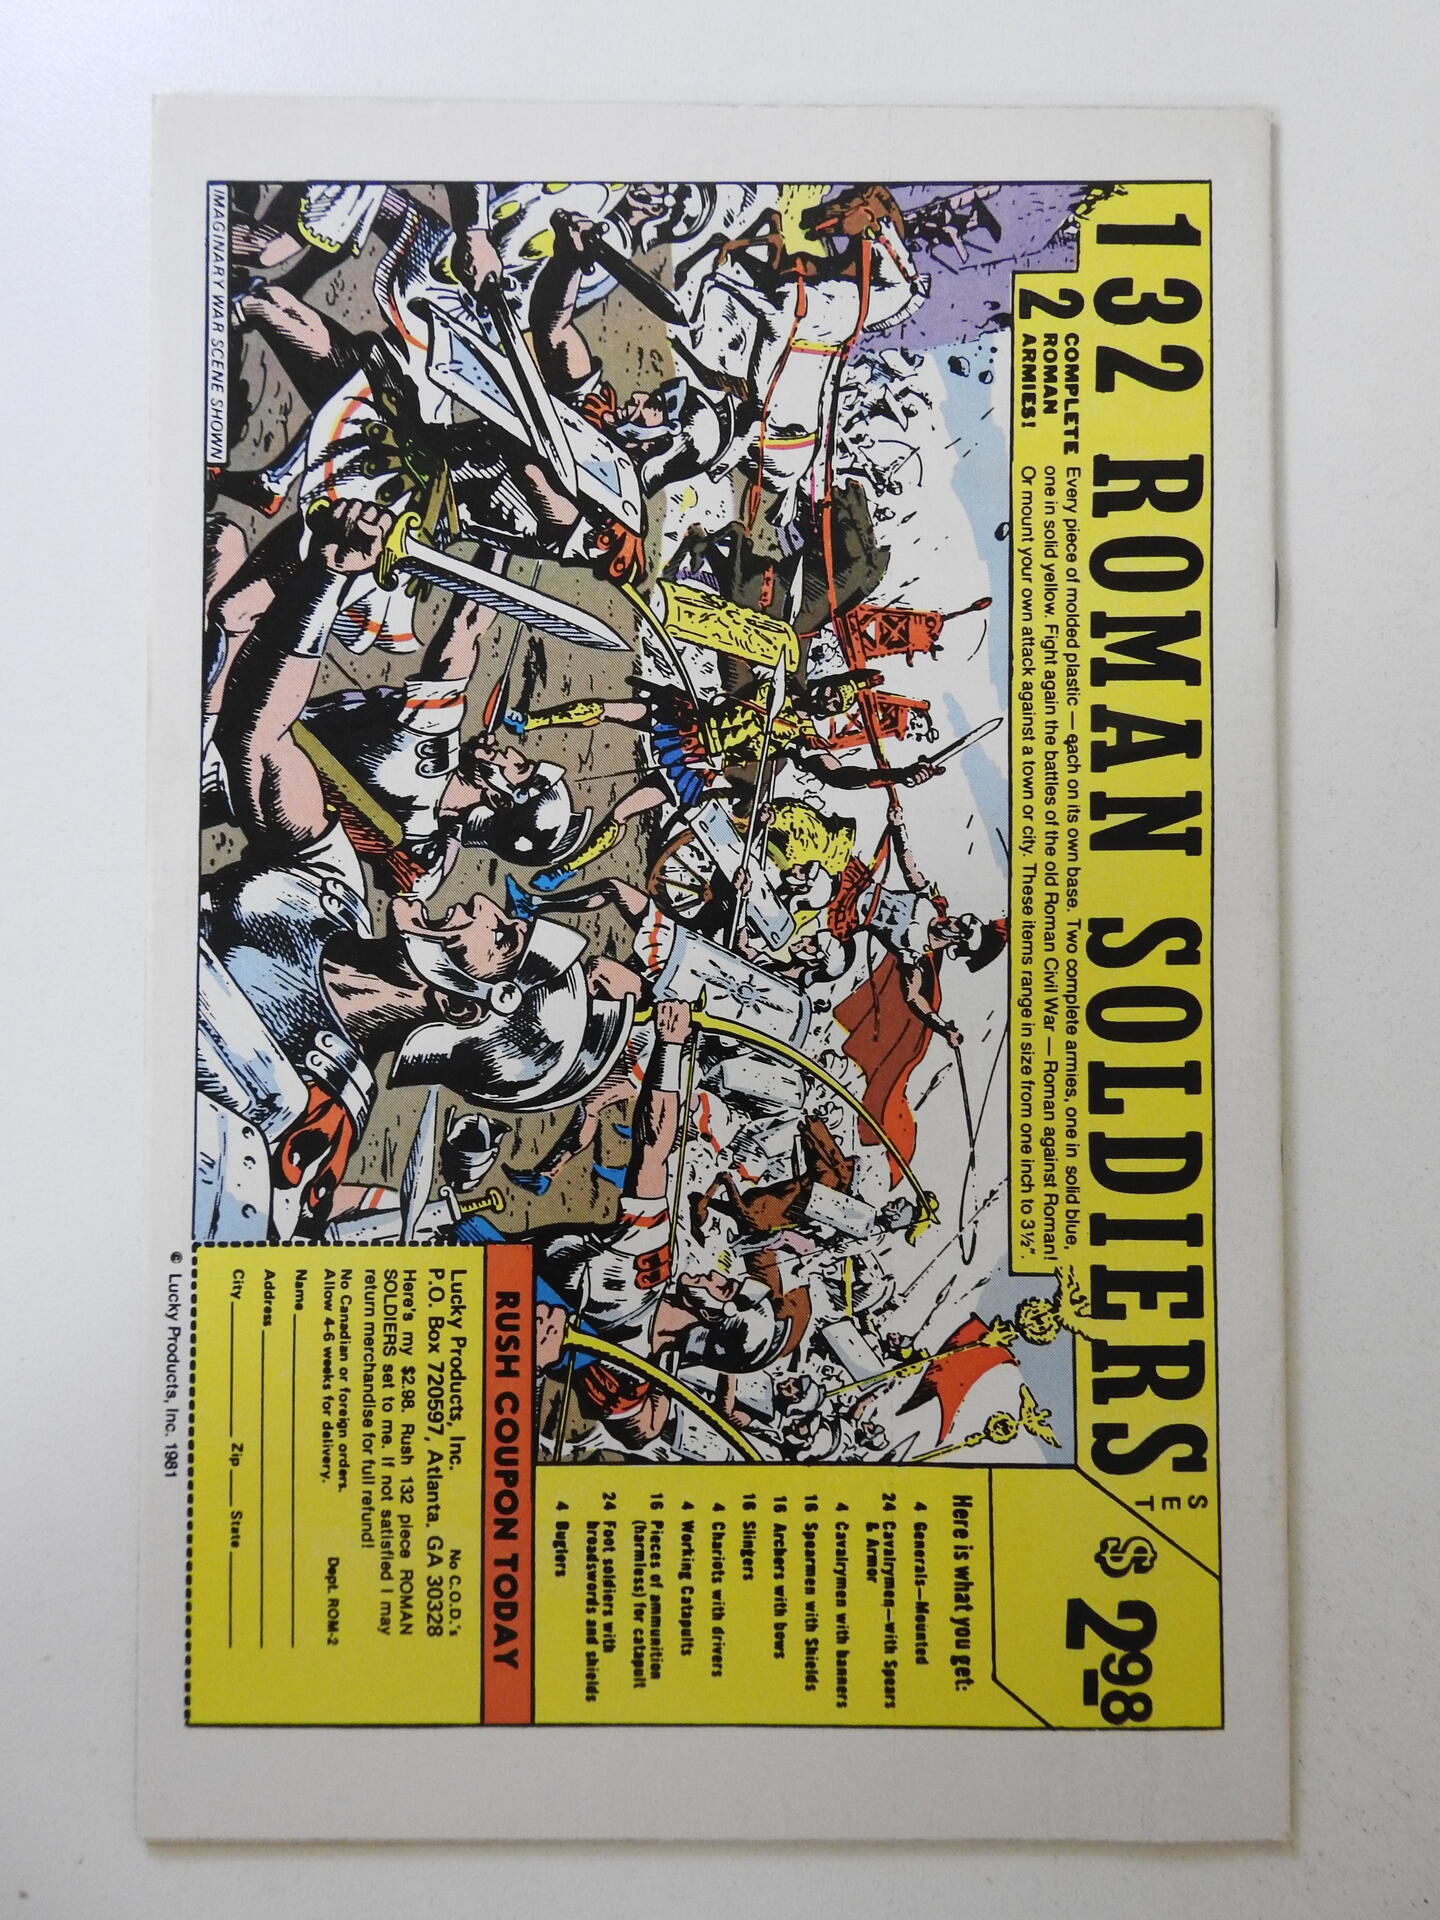 132 ROMAN SOLDIERS
SET
$2.98
2
COMPLETE
ROMAN
ARMIES!
Every piece of molded plastic — each on its own base. Two complete armies, one in solid blue,
one in solid yellow. Fight again the battles of the old Roman Civil War — Roman against Roman!
Or mount your own attack against a town or city. These items range in size from one inch to 3½".
Here is what you get:
4 Generals—Mounted
24 Cavalrymen—with Spears
& Armor
4 Cavalrymen with banners
16 Spearmen with Shields
16 Archers with bows
16 Slingers
4 Chariots with drivers
4 Working Catapults
16 Pieces of ammunition
(harmless) for catapult
24 Foot soldiers with
broadswords and shields
4 Buglers
RUSH COUPON TODAY
Lucky Products, Inc. No C.O.D.'s
P.O. Box 720597, Atlanta, GA 30328
Here's my $2.98. Rush 132 piece ROMAN
SOLDIERS set to me. If not satisfied I may
return merchandise for full refund!
No Canadian or foreign orders.
Allow 4-6 weeks for delivery. Dept. ROM-2
Name
Address
City Zip State
IMAGINARY WAR SCENE SHOWN
© Lucky Products, Inc. 1981